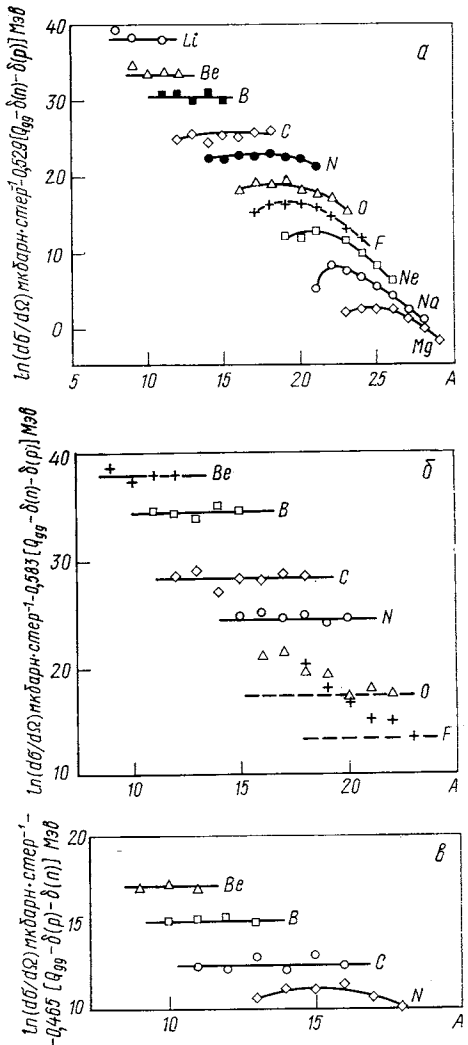 ln(dσ/dΩ) мкбарн·стер⁻¹-0,529[Q_gg-δ(n)-δ(p)] Мэв
40
30
20
10
0
5
10
15
20
25
A
а
Li
Be
B
C
N
O
F
Ne
Na
Mg
ln(dσ/dΩ) мкбарн·стер⁻¹-0,583[Q_gg-δ(n)-δ(p)] Мэв
40
30
20
10
10
15
20
A
б
Be
B
C
N
O
F
ln(dσ/dΩ) мкбарн·стер⁻¹-
-0,465 [Q_gg-δ(p)-δ(n)] Мэв
20
15
10
10
15
A
в
Be
B
C
N